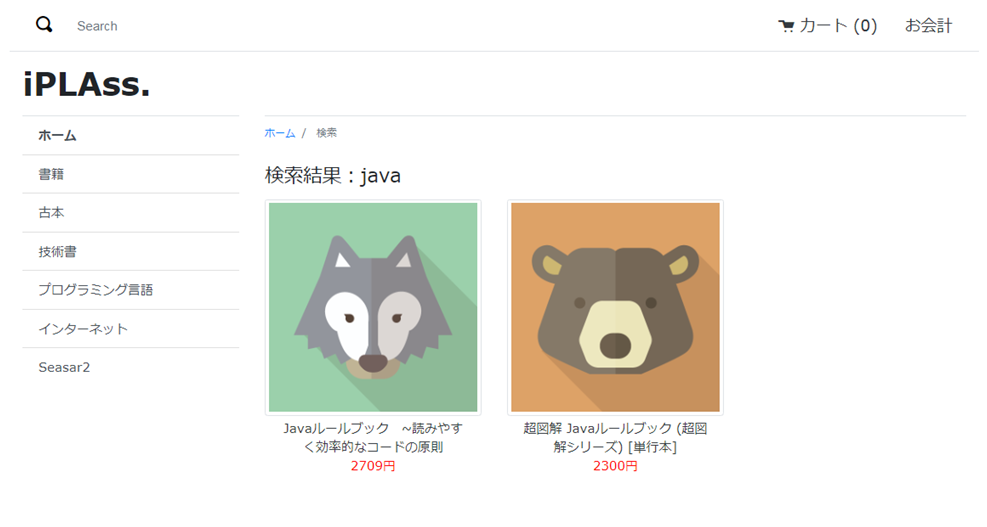 Search
カート (0)
お会計
iPLAss.
ホーム
書籍
古本
技術書
プログラミング言語
インターネット
Seasar2
ホーム / 検索
検索結果：java
Javaルールブック　~読みやす
く効率的なコードの原則
2709円
超図解 Javaルールブック (超図
解シリーズ) [単行本]
2300円